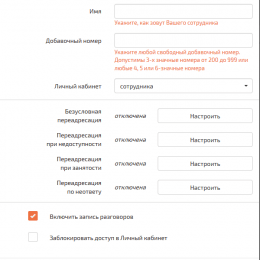 Имя
Укажите, как зовут Вашего сотрудника
Добавочный номер
Укажите любой свободный добавочный номер.
Допустимы 3-х значные номера от 200 до 999 или
любые 4, 5 или 6-значные номера
Личный кабинет сотрудника
Безусловная
переадресация отключена Настроить
Переадресация
при недоступности отключена Настроить
Переадресация
при занятости отключена Настроить
Переадресация
по неответу отключена Настроить
Включить запись разговоров
Заблокировать доступ в Личный кабинет